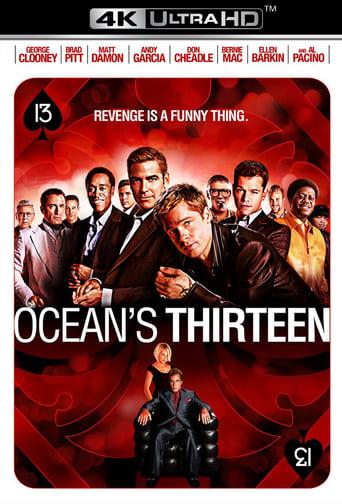 4K ULTRA HD™
GEORGE CLOONEY BRAD PITT MATT DAMON ANDY GARCIA DON CHEADLE BERNIE MAC ELLEN BARKIN AND AL PACINO
13
REVENGE IS A FUNNY THING.
OCEAN'S THIRTEEN
13